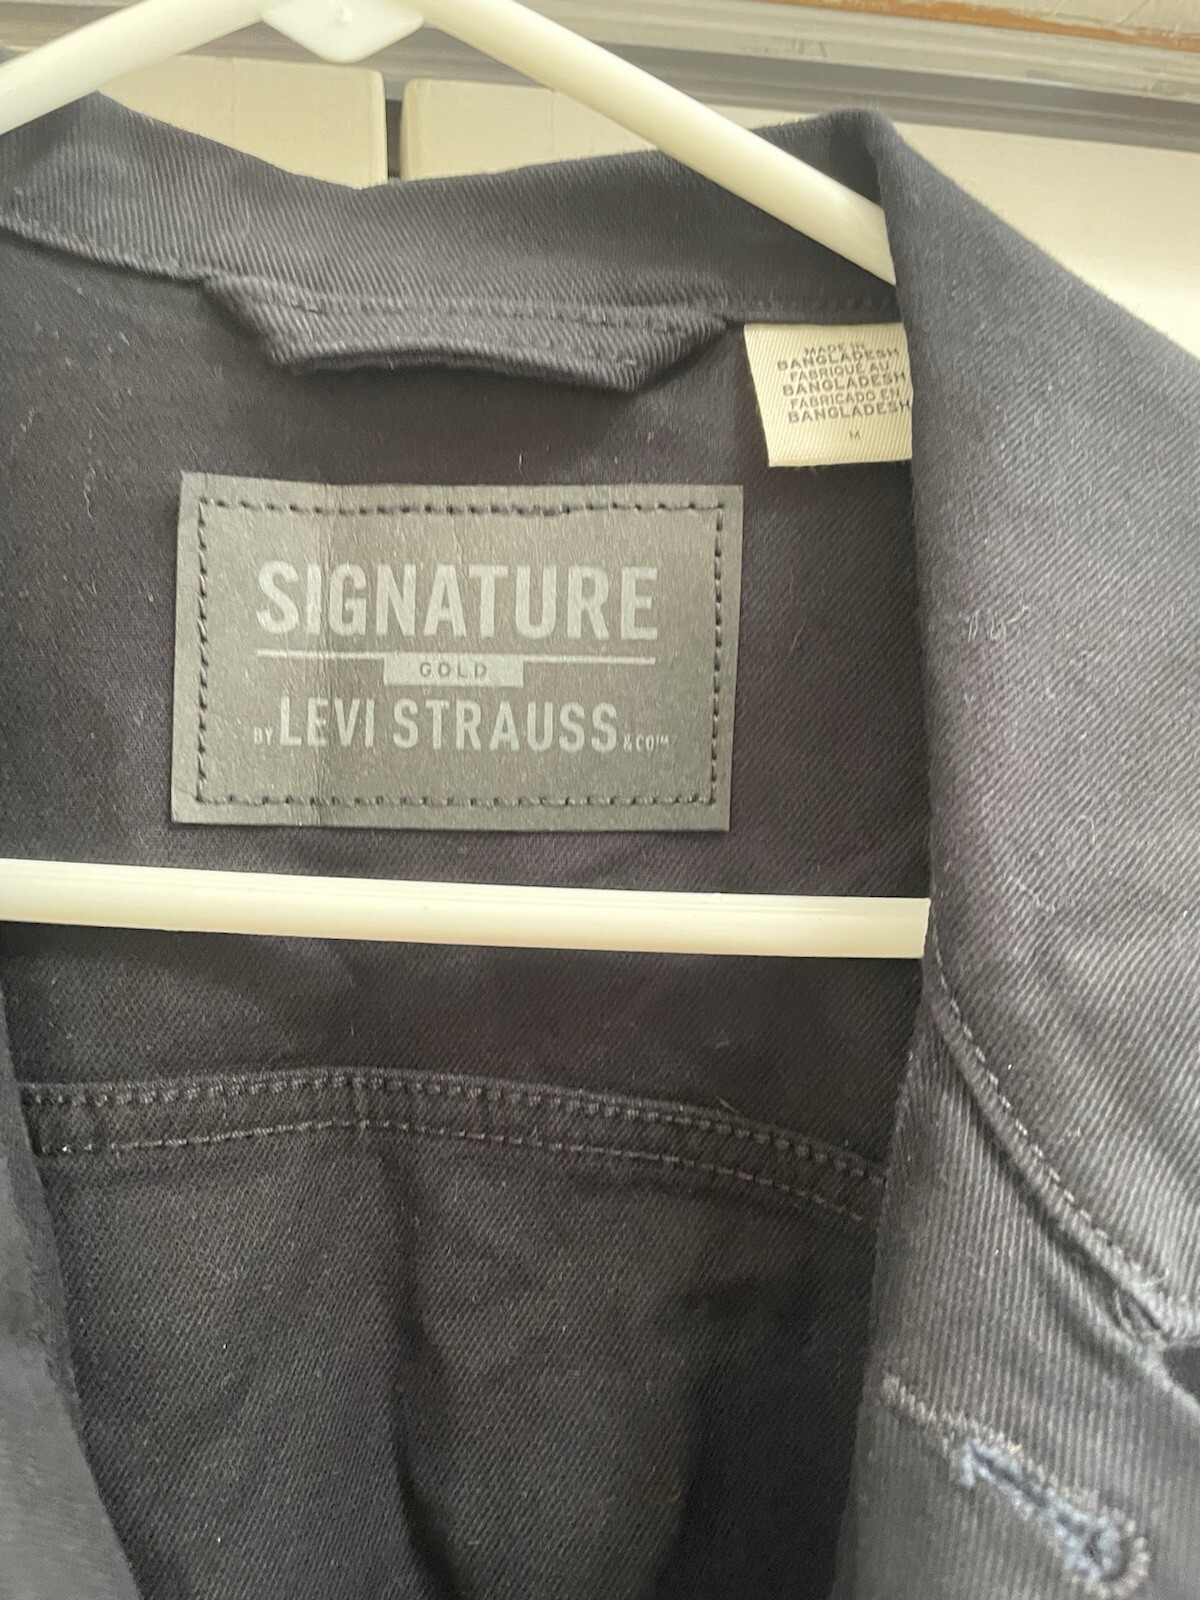 MADE IN
BANGLADESH
FABRIQUÉ AU
BANGLADESH
FABRICADO EN
BANGLADESH
M
SIGNATURE
GOLD
BY LEVI STRAUSS & CO™